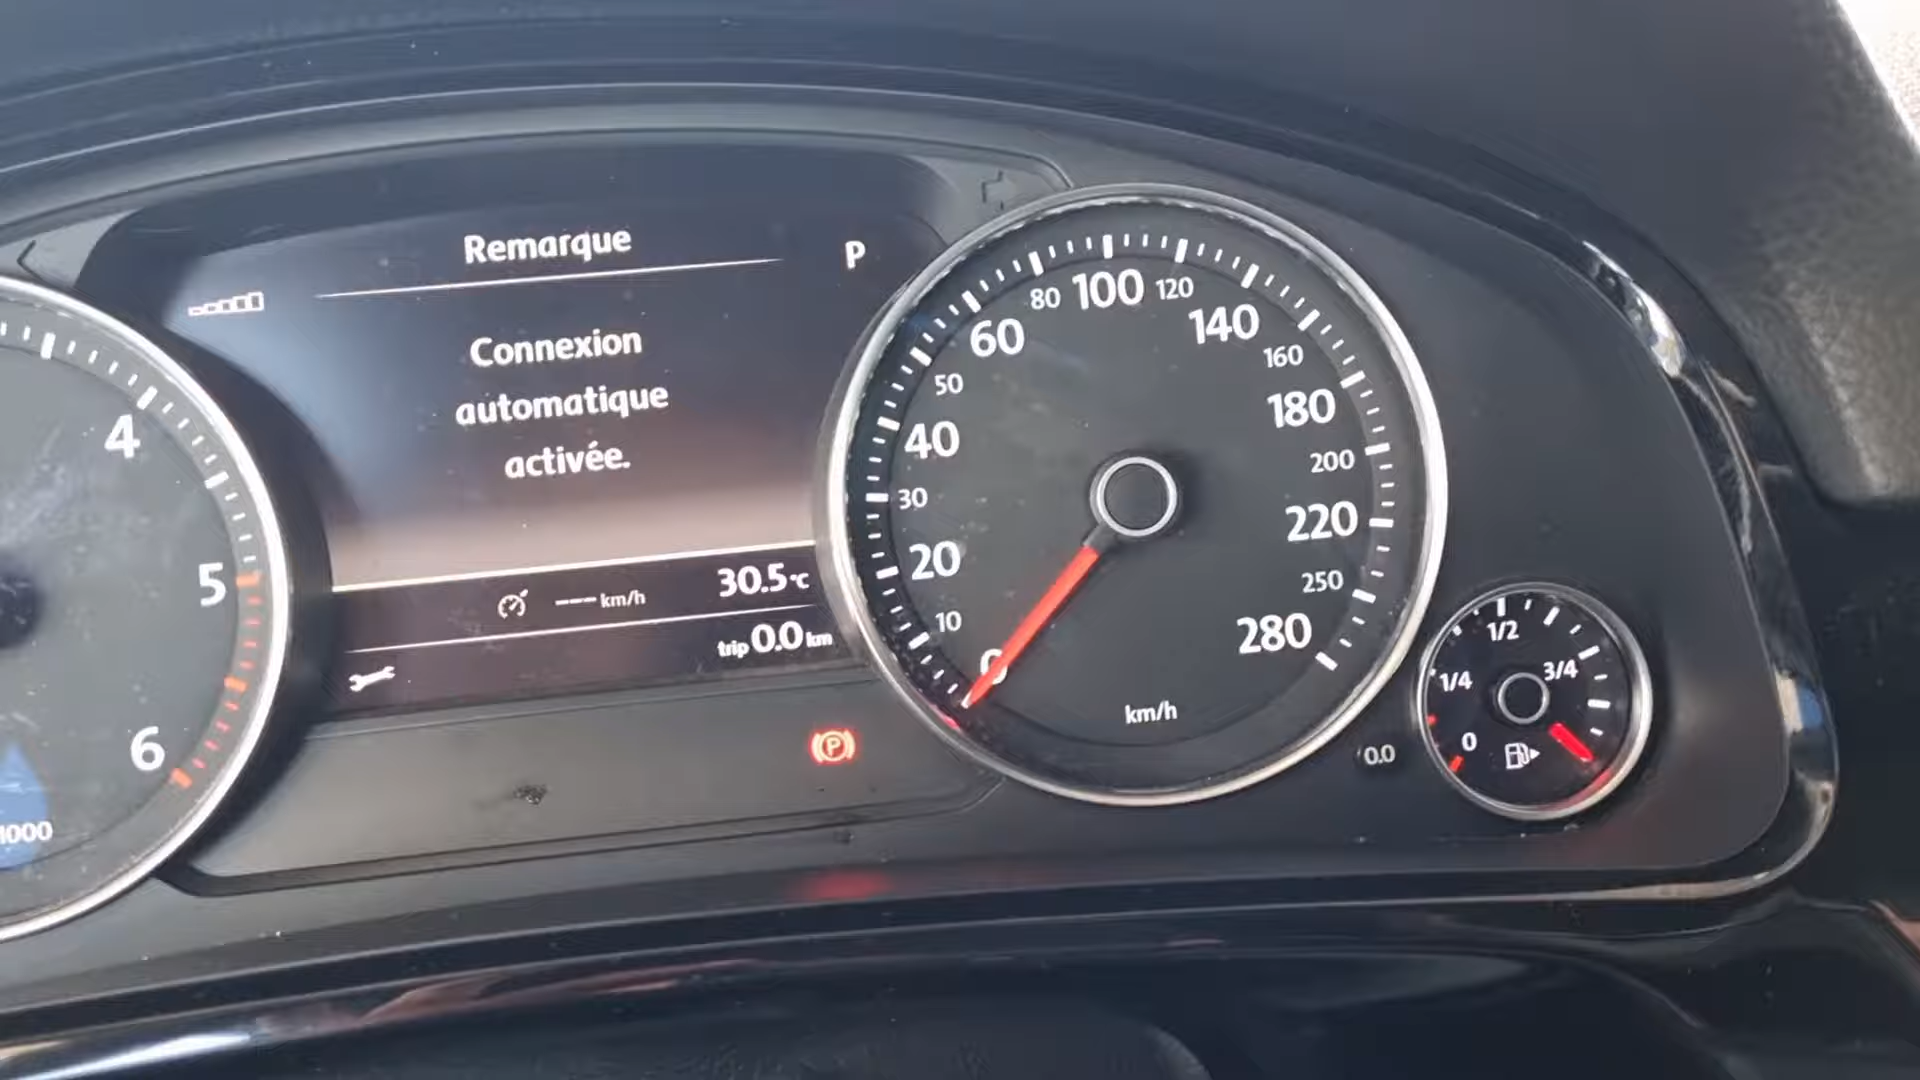 Remarque
P
Connexion
automatique
activée.
--- km/h
30.5°C
trip 0.0 km
4
5
6
1000
0
10
20
30
40
50
60
80
100
120
140
160
180
200
220
250
280
km/h
(P)
0.0
0
1/4
1/2
3/4